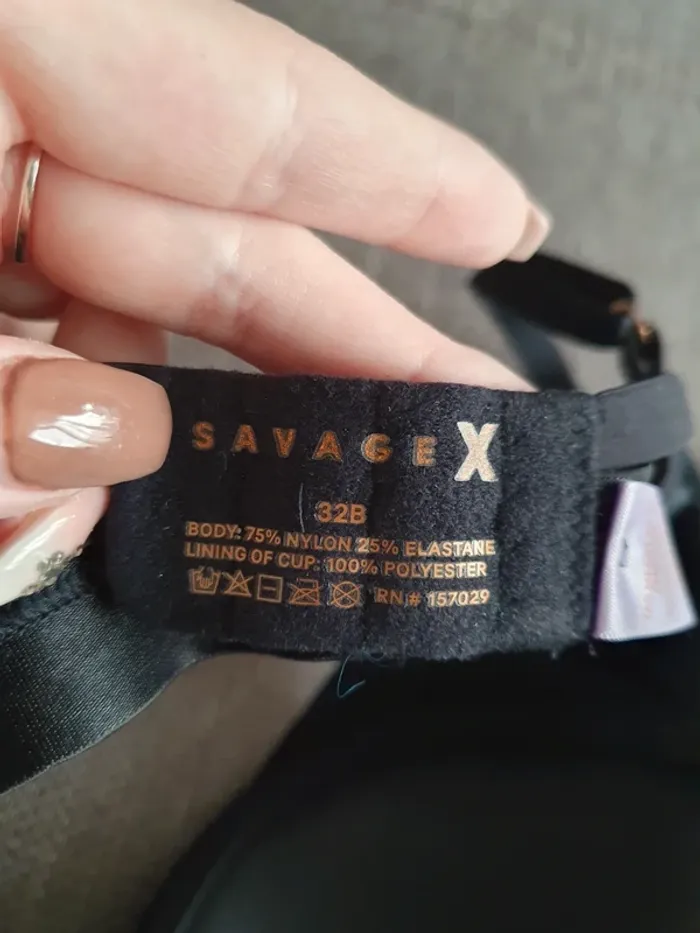 SAVAGE X
32B
BODY: 75% NYLON 25% ELASTANE
LINING OF CUP: 100% POLYESTER
RN# 157029